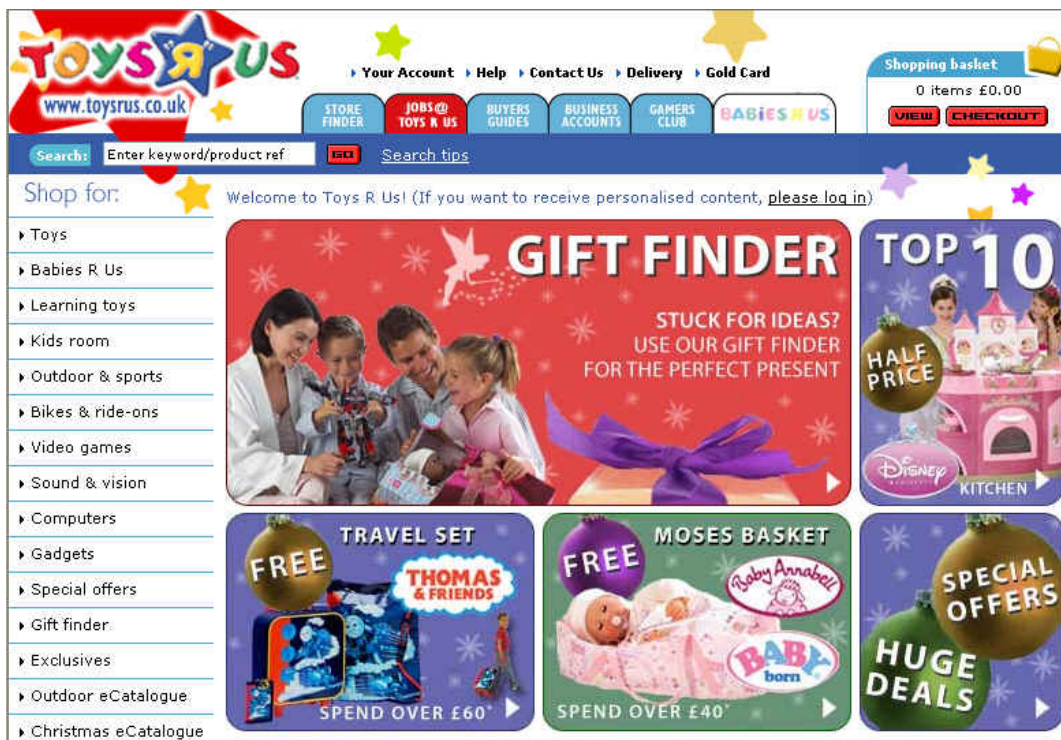 TOYS "R" US
www.toysrus.co.uk
Your Account Help Contact Us Delivery Gold Card
Shopping basket
0 items £0.00
VIEW CHECKOUT
STORE FINDER
JOBS@ TOYS R US
BUYERS GUIDES
BUSINESS ACCOUNTS
GAMERS CLUB
BABIES R US
Search: Enter keyword/product ref GO Search tips
Shop for:
Welcome to Toys R Us! (If you want to receive personalised content, please log in)
Toys
Babies R Us
Learning toys
Kids room
Outdoor & sports
Bikes & ride-ons
Video games
Sound & vision
Computers
Gadgets
Special offers
Gift finder
Exclusives
Outdoor eCatalogue
Christmas eCatalogue
GIFT FINDER
STUCK FOR IDEAS?
USE OUR GIFT FINDER
FOR THE PERFECT PRESENT
TOP 10
HALF
PRICE
DISNEY
KITCHEN
FREE
TRAVEL SET
THOMAS
& FRIENDS
SPEND OVER £60*
FREE
MOSES BASKET
Baby Annabell
BABY
born
SPEND OVER £40*
SPECIAL
OFFERS
HUGE
DEALS